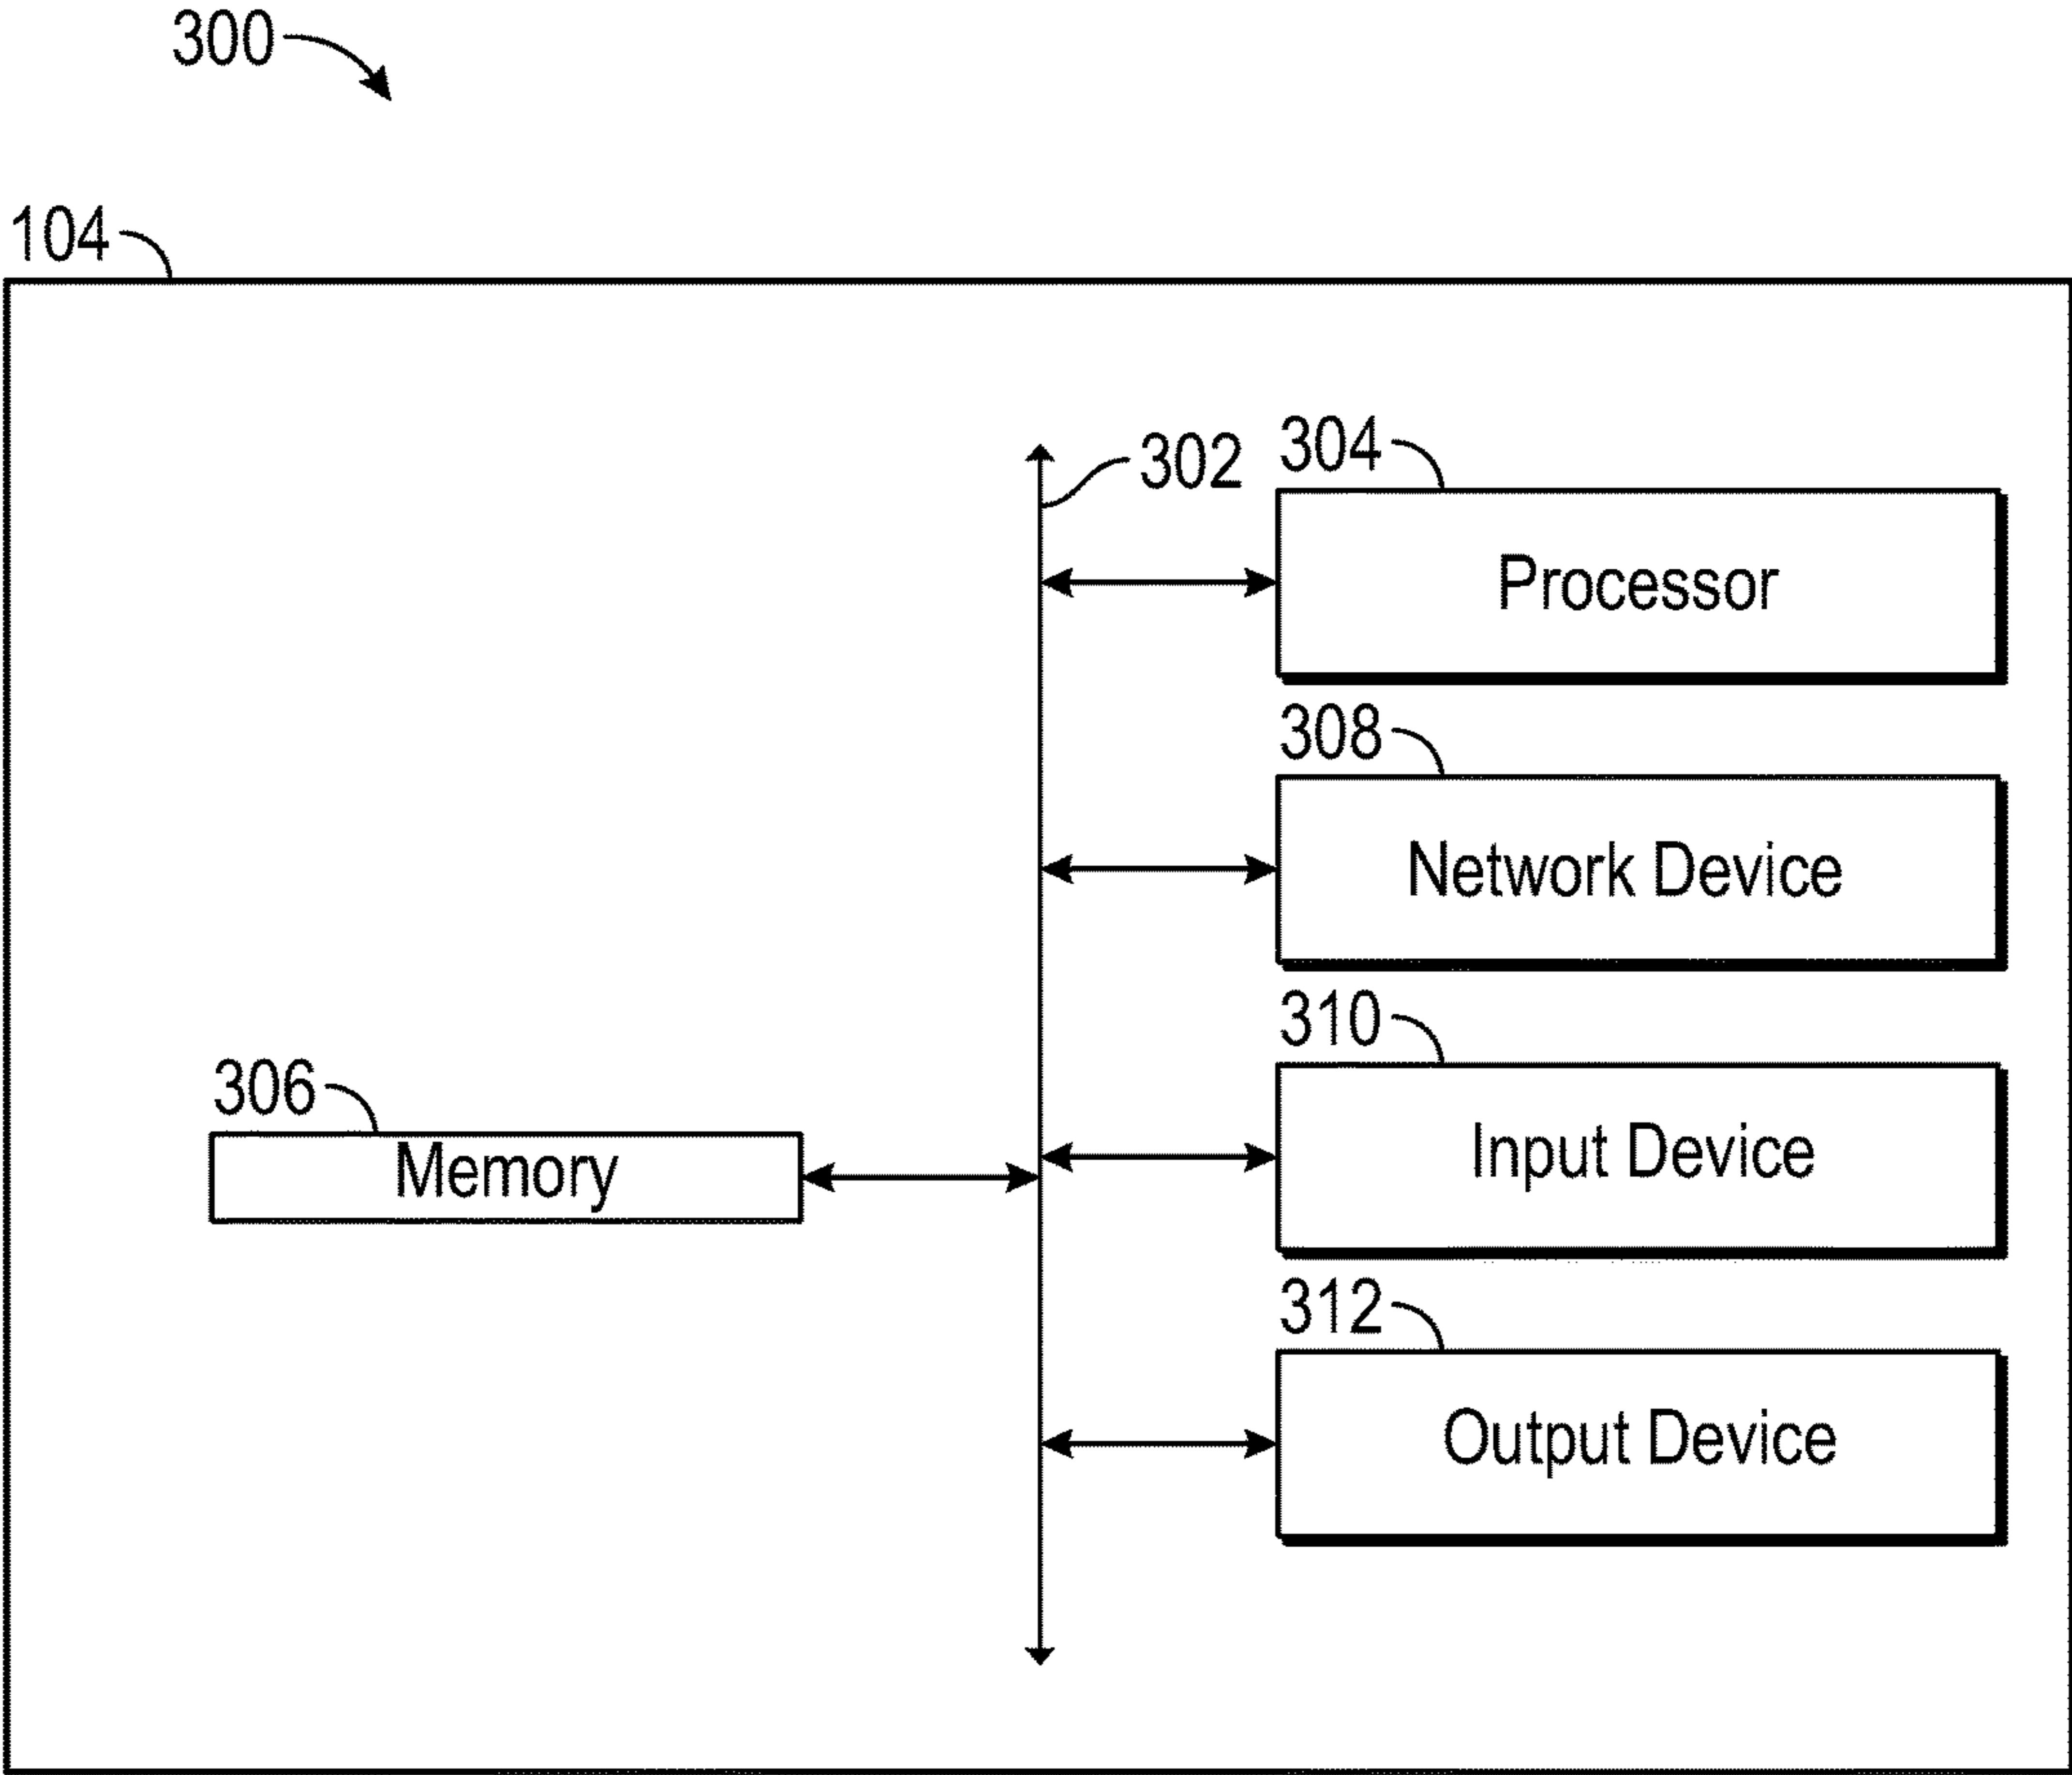 300
104
302
304
Processor
308
Network Device
310
306
Memory
Input Device
312
Output Device